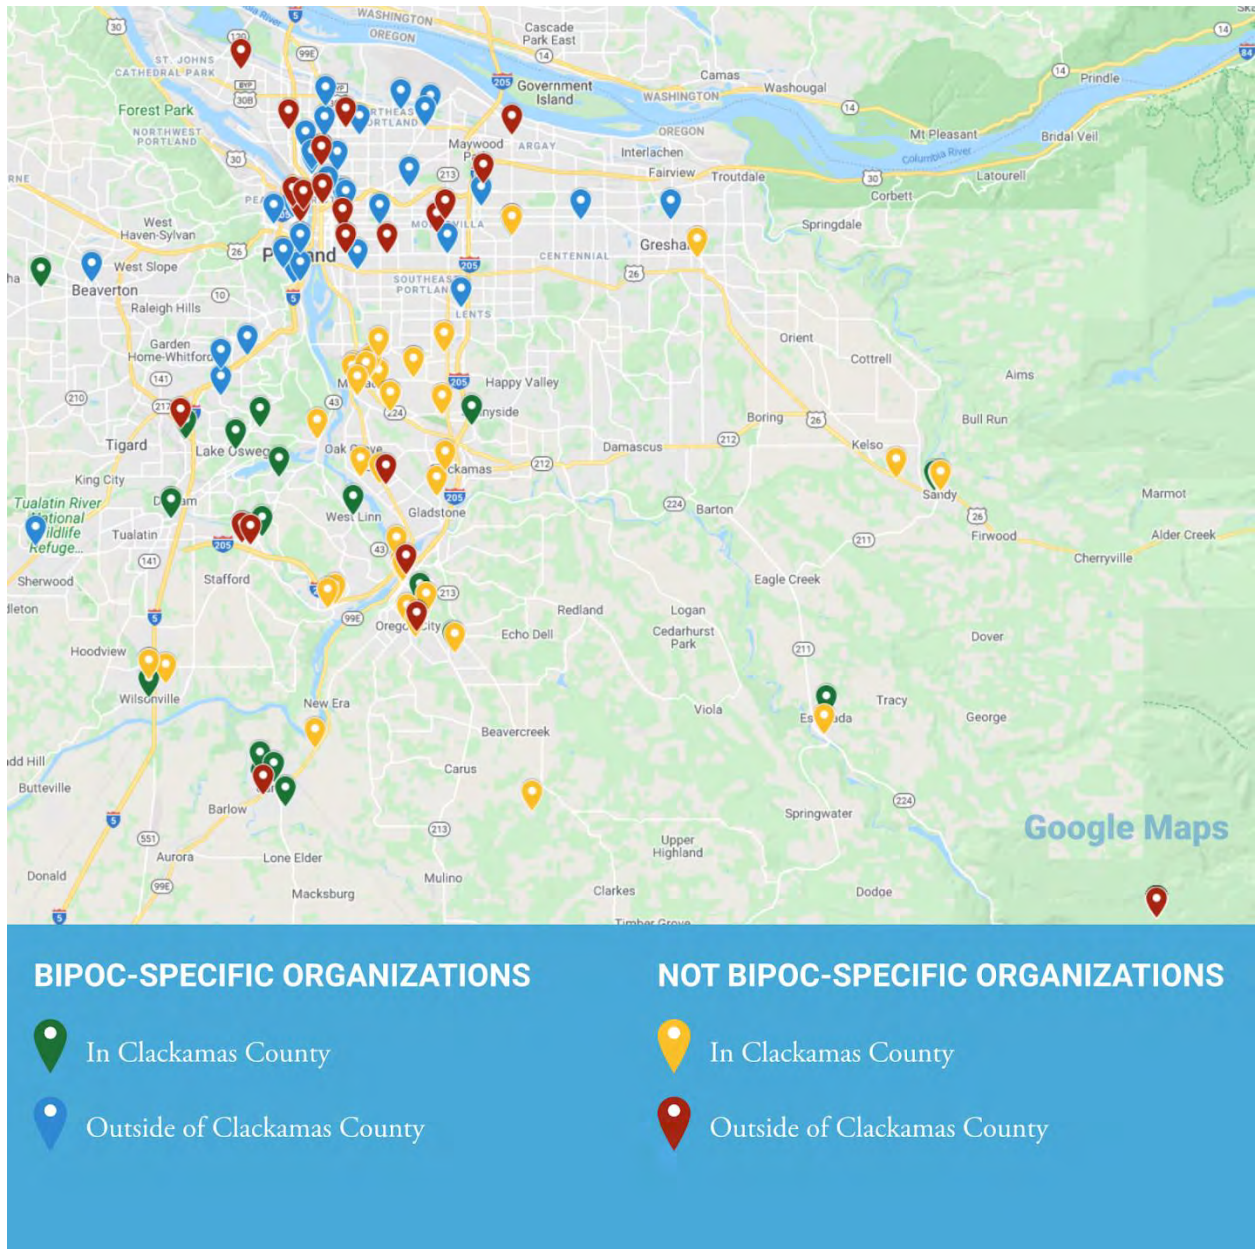 WASHINGTON
OREGON
Cascade
Park East
ST. JOHNS
CATHEDRAL PARK
Forest Park
NORTHWEST
PORTLAND
Government
Island
Camas
Washougal
Prindle
WASHINGTON
OREGON
Mt Pleasant
Bridal Veil
Columbia River
Maywood
ARGAY
Interlachen
Fairview
Troutdale
Latourell
Corbett
West
Haven-Sylvan
Springdale
CENTENNIAL
West Slope
Beaverton
Raleigh Hills
SOUTHEAST
LENTS
Garden
Home-Whitford
Orient
Cottrell
Aims
Happy Valley
Boring
Bull Run
Tigard
Kelso
Damascus
King City
Tualatin River
Wildlife
Refuge...
Tualatin
West Linn
Gladstone
Barton
Sandy
Marmot
Firwood
Alder Creek
Cherryville
Sherwood
Stafford
Eagle Creek
Redland
Logan
Cedarhurst
Park
Echo Dell
Dover
Hoodview
Wilsonville
New Era
Viola
Tracy
George
Beavercreek
Carus
Butteville
Barlow
Springwater
Google Maps
Upper
Highland
Aurora
Lone Elder
Mulino
Donald
Macksburg
Clarkes
Dodge
Timber Grove
BIPOC-SPECIFIC ORGANIZATIONS
In Clackamas County
Outside of Clackamas County
NOT BIPOC-SPECIFIC ORGANIZATIONS
In Clackamas County
Outside of Clackamas County